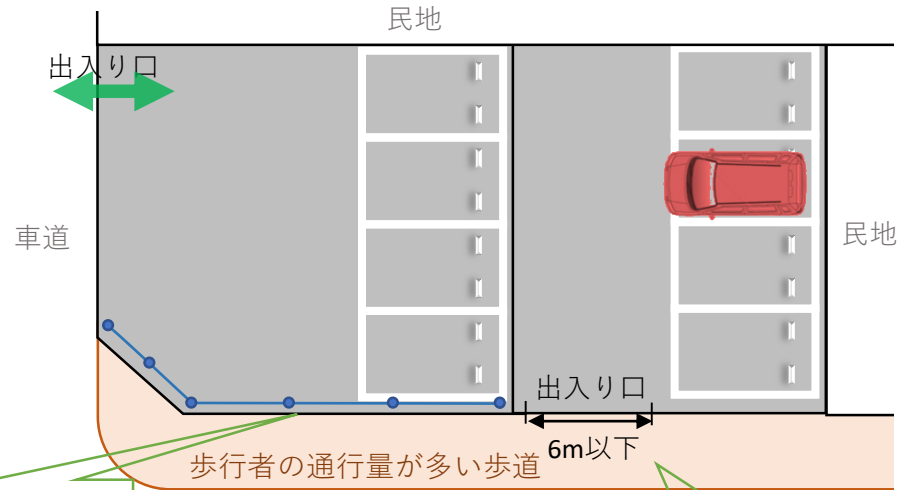 民地
出入り口
車道
民地
出入り口
6m以下
歩行者の通行量が多い歩道